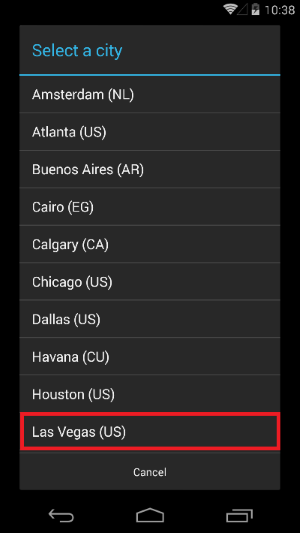 10:38
Select a city
Amsterdam (NL)
Atlanta (US)
Buenos Aires (AR)
Cairo (EG)
Calgary (CA)
Chicago (US)
Dallas (US)
Havana (CU)
Houston (US)
Las Vegas (US)
Cancel